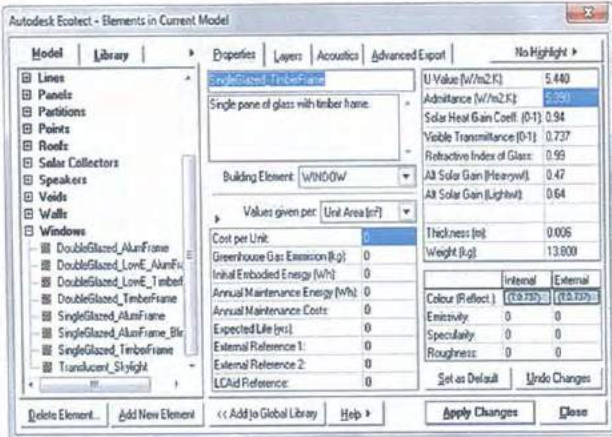 Autodesk Ecotect - Elements in Current Model
Model
Library
Lines
Panels
Partitions
Points
Roofs
Solar Collectors
Speakers
Voids
Walls
Windows
DoubleGlazed_AlumFrame
DoubleGlazed_LowE_AlumFra
DoubleGlazed_LowE_Timberf
DoubleGlazed_TimberFrame
SingleGlazed_AlumFrame
SingleGlazed_AlumFrame_Blin
SingleGlazed_TimberFrame
Translucent_Skylight
Delete Element...
Add New Element
Properties
Layers
Acoustics
Advanced Export
No Highlight
SingleGlazed_TimberFrame
Single pane of glass with timber frame.
Building Element: WINDOW
Values given per: Unit Area (m²)
Cost per Unit: 0
Greenhouse Gas Emmision (kg): 0
Initial Embodied Energy (Wh): 0
Annual Maintenance Energy (Wh): 0
Annual Maintenance Costs: 0
Expected Life (yrs): 0
External Reference 1: 0
External Reference 2: 0
LCAid Reference: 0
<< Add to Global Library
Help
U-Value (W/m2.K): 5.440
Admittance (W/m2.K):
Solar Heat Gain Coeff. (0-1): 0.94
Visible Transmittance (0-1): 0.737
Refractive Index of Glass: 0.99
Alt Solar Gain (Heavywt): 0.47
Alt Solar Gain (Lightwt): 0.64
Thickness (m): 0.006
Weight (kg): 13.800
Internal External
Colour (Reflect.): (T:0.737) (T:0.737)
Emissivity: 0 0
Specularity: 0 0
Roughness: 0 0
Set as Default
Undo Changes
Apply Changes
Close